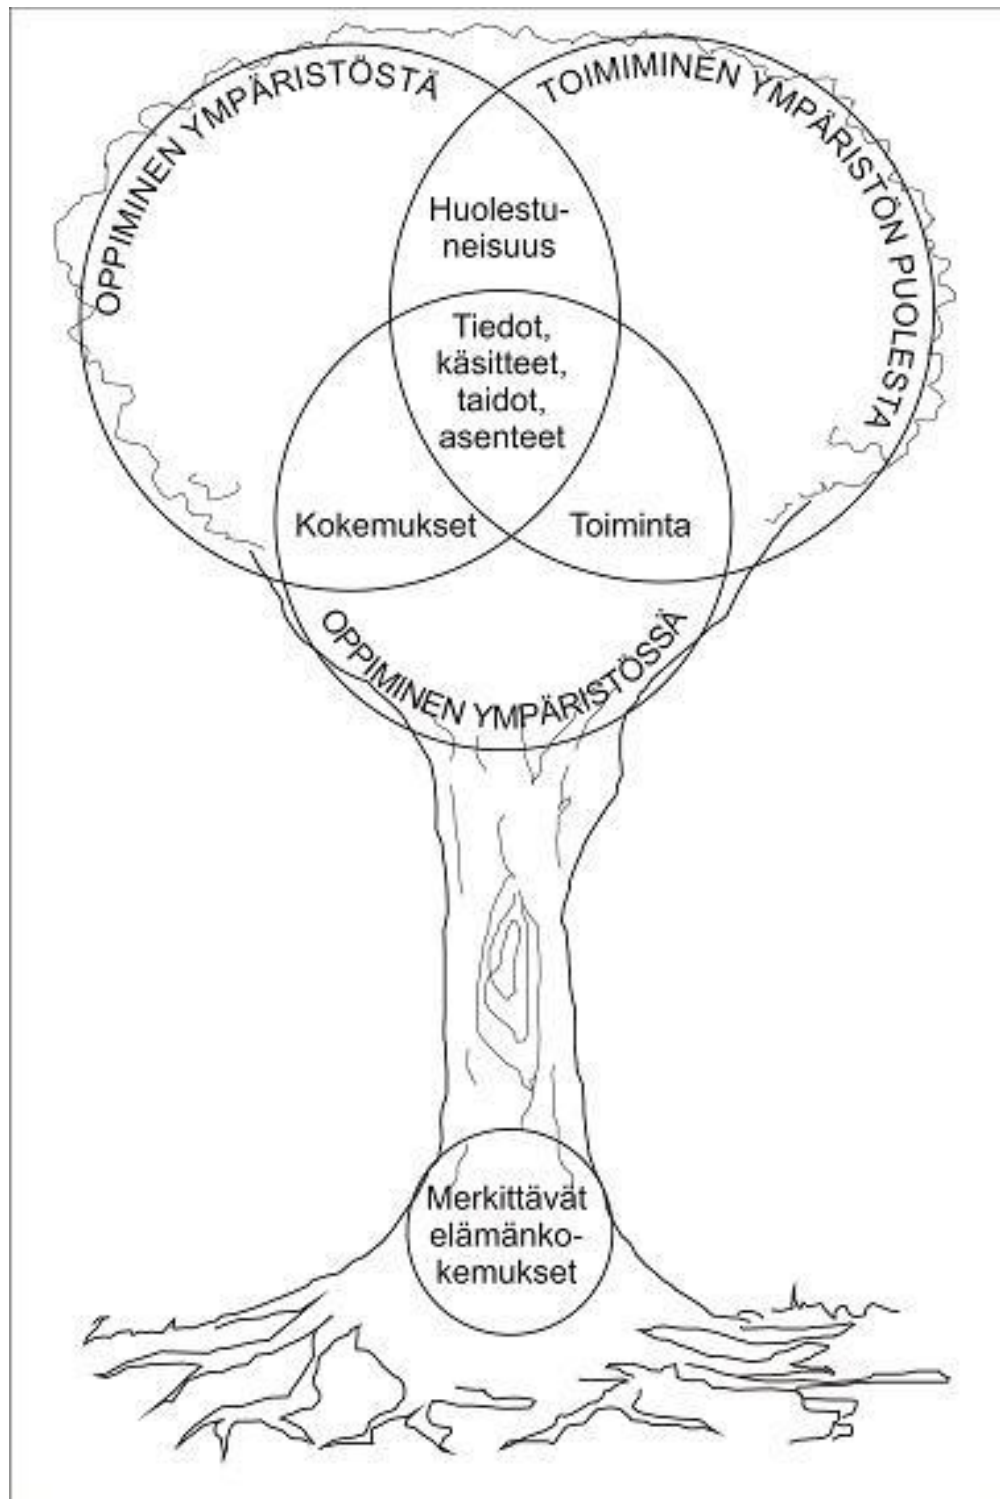 OPPIMINEN YMPÄRISTÖSTÄ
TOIMIMINEN YMPÄRISTÖN PUOLESTA
Huolestu-
neisuus
Tiedot,
käsitteet,
taidot,
asenteet
Kokemukset
Toiminta
OPPIMINEN YMPÄRISTÖSSÄ
Merkittävät
elämänko-
kemukset